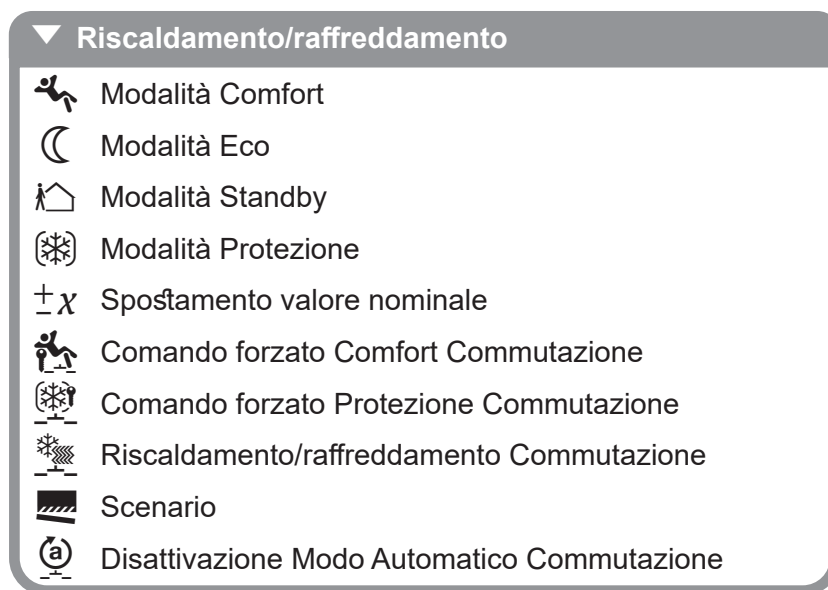 Riscaldamento/raffreddamento
Modalità Comfort
Modalità Eco
Modalità Standby
Modalità Protezione
±x Spostamento valore nominale
Comando forzato Comfort Commutazione
Comando forzato Protezione Commutazione
Riscaldamento/raffreddamento Commutazione
Scenario
a Disattivazione Modo Automatico Commutazione